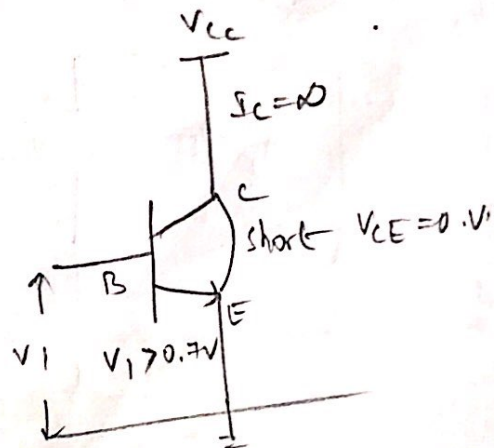 Vcc
Ic=∞
C
short VCE=0.V
B
E
V1 V1>0.7V